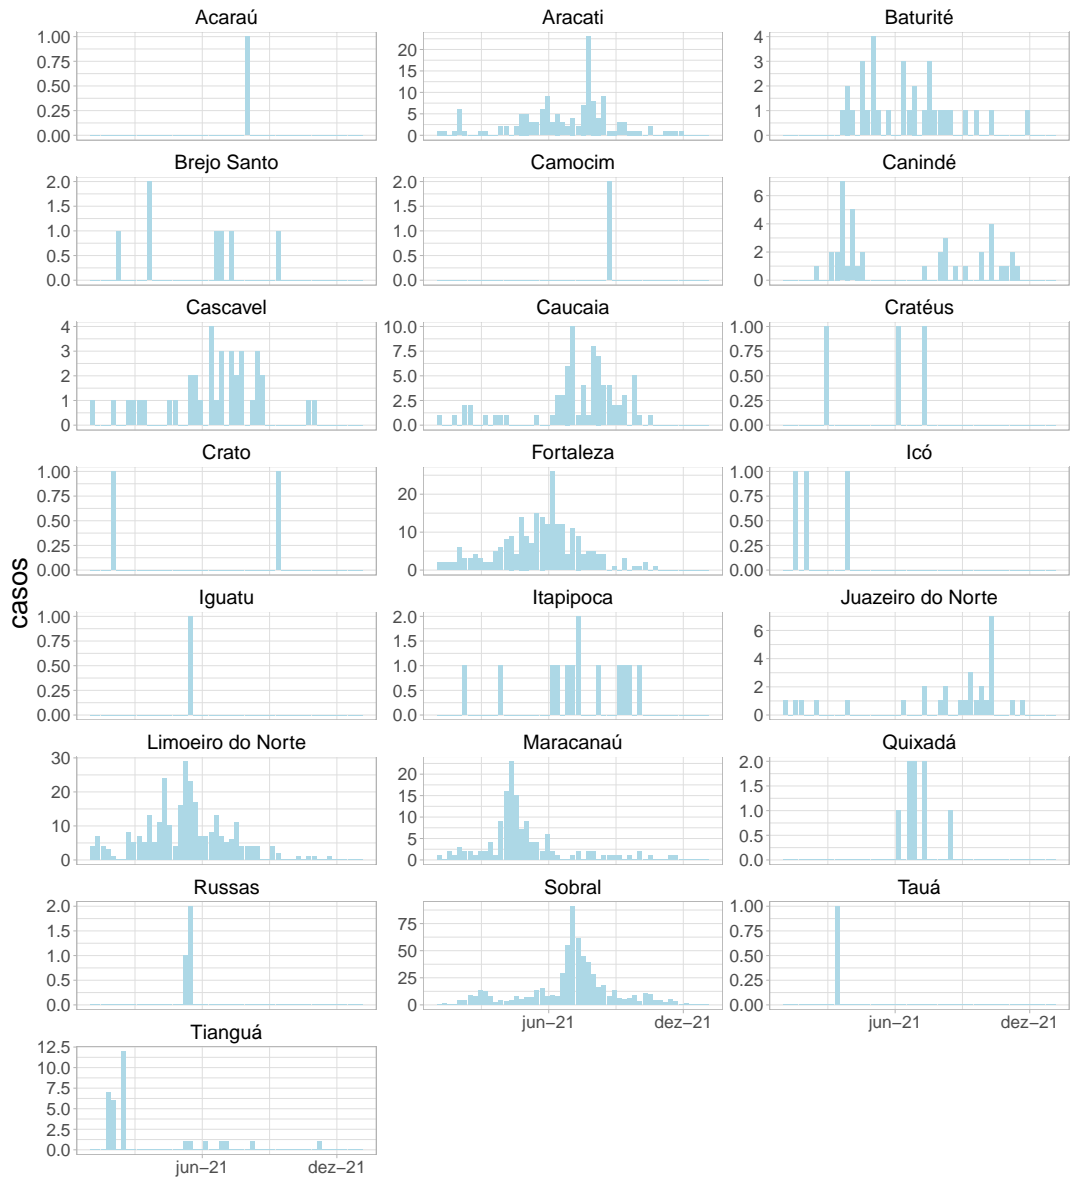 Acaraú Aracati Baturité
1.00 0.75 0.50 0.25 0.00
20 15 10 5 0
4 3 2 1 0
Brejo Santo Camocim Canindé
2.0 1.5 1.0 0.5 0.0
2.0 1.5 1.0 0.5 0.0
6 4 2 0
Cascavel Caucaia Cratéus
4 3 2 1 0
10.0 7.5 5.0 2.5 0.0
1.00 0.75 0.50 0.25 0.00
Crato Fortaleza Icó
1.00 0.75 0.50 0.25 0.00
20 10 0
1.00 0.75 0.50 0.25 0.00
casos
Iguatu Itapipoca Juazeiro do Norte
1.00 0.75 0.50 0.25 0.00
2.0 1.5 1.0 0.5 0.0
6 4 2 0
Limoeiro do Norte Maracanaú Quixadá
30 20 10 0
20 15 10 5 0
2.0 1.5 1.0 0.5 0.0
Russas Sobral Tauá
2.0 1.5 1.0 0.5 0.0
75 50 25 0
1.00 0.75 0.50 0.25 0.00
jun–21 dez–21 jun–21 dez–21
Tianguá
12.5 10.0 7.5 5.0 2.5 0.0
jun–21 dez–21